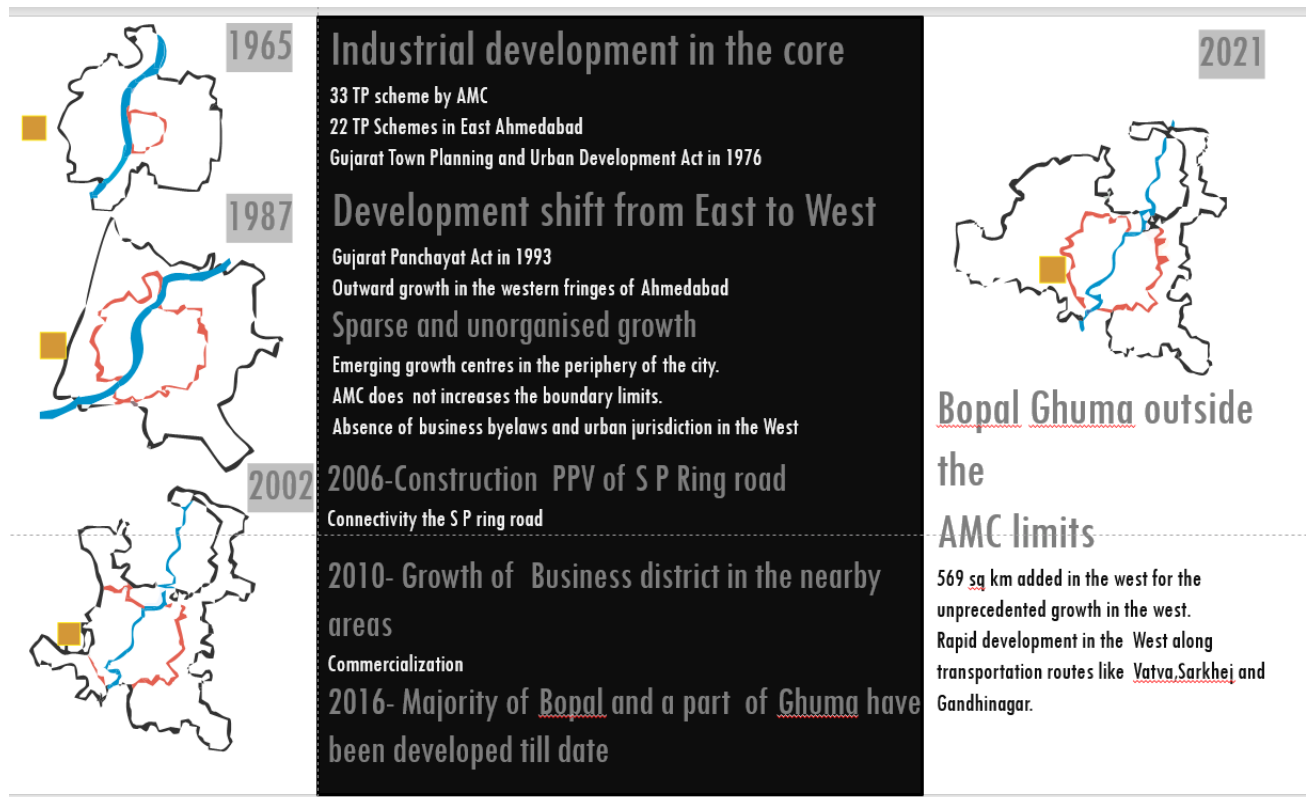 1965
1987
2002
Industrial development in the core
33 TP scheme by AMC
22 TP Schemes in East Ahmedabad
Gujarat Town Planning and Urban Development Act in 1976
Development shift from East to West
Gujarat Panchayat Act in 1993
Outward growth in the western fringes of Ahmedabad
Sparse and unorganised growth
Emerging growth centres in the periphery of the city.
AMC does not increases the boundary limits.
Absence of business byelaws and urban jurisdiction in the West
2006-Construction PPV of S P Ring road
Connectivity the S P ring road
2010- Growth of Business district in the nearby
areas
Commercialization
2016- Majority of Bopal and a part of Ghuma have
been developed till date
2021
Bopal Ghuma outside
the
AMC limits
569 sq km added in the west for the
unprecedented growth in the west.
Rapid development in the West along
transportation routes like Vatva,Sarkhej and
Gandhinagar.